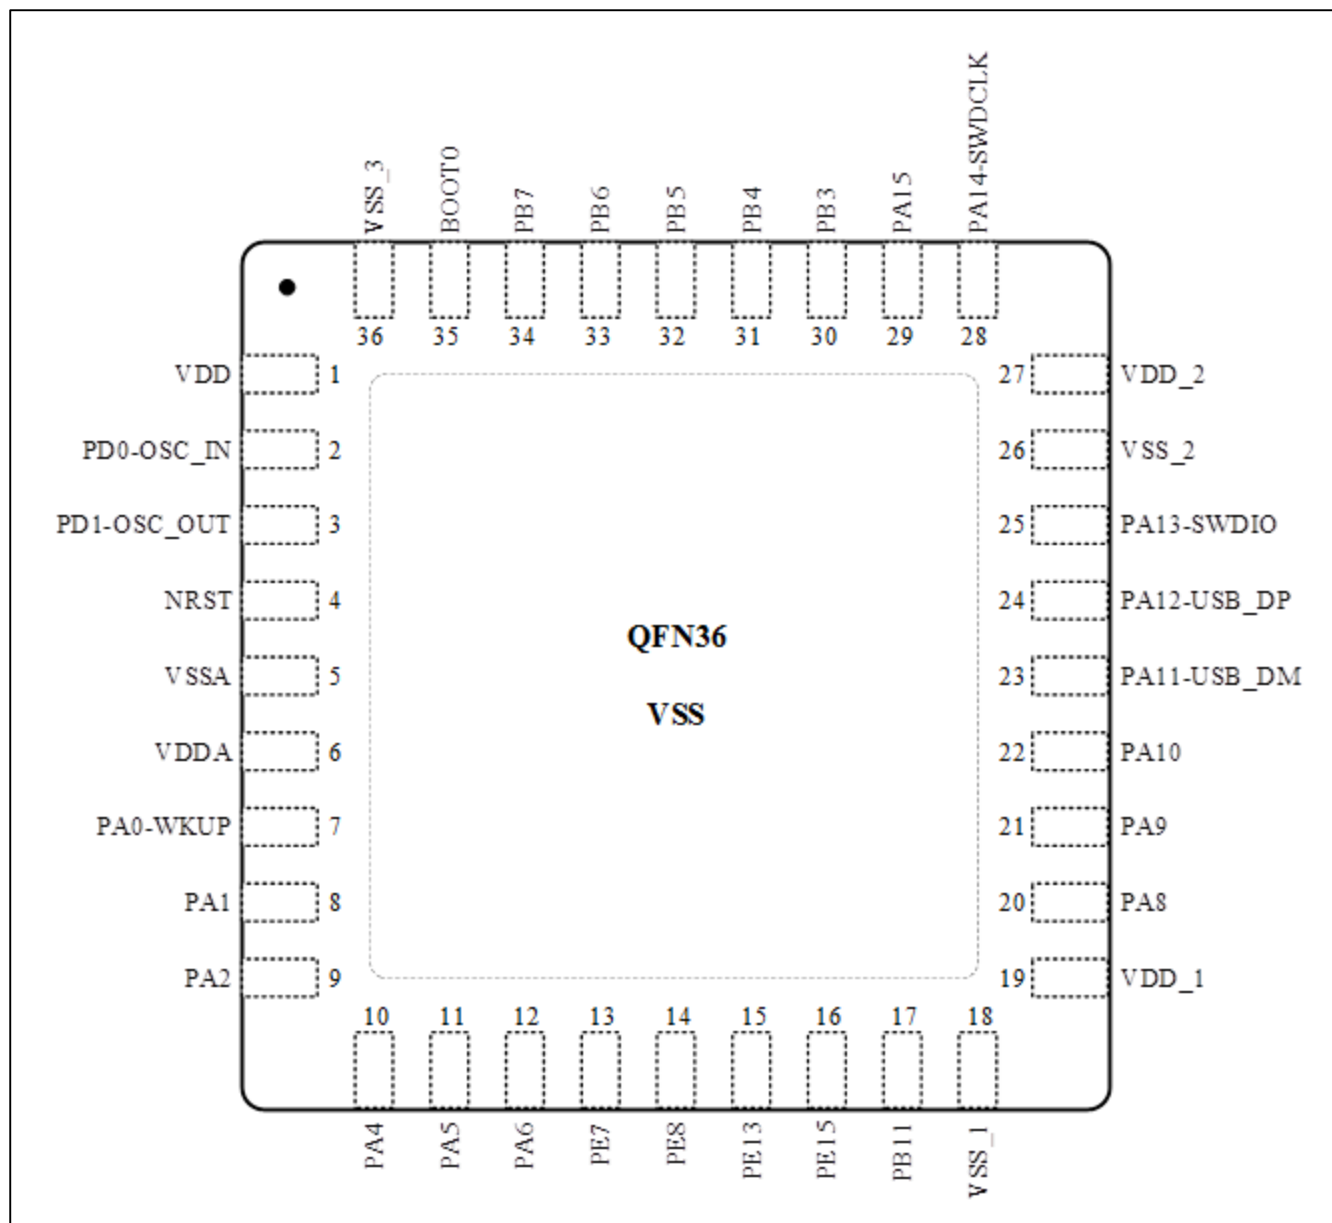 VSS_3
BOOT0
PB7
PB6
PB5
PB4
PB3
PA15
PA14-SWDCLK
36 35 34 33 32 31 30 29 28
VDD 1 27 VDD_2
PD0-OSC_IN 2 26 VSS_2
PD1-OSC_OUT 3 25 PA13-SWDIO
NRST 4 24 PA12-USB_DP
QFN36
VSSA 5 23 PA11-USB_DM
VSS
VDDA 6 22 PA10
PA0-WKUP 7 21 PA9
PA1 8 20 PA8
PA2 9 19 VDD_1
10 11 12 13 14 15 16 17 18
PA4
PA5
PA6
PE7
PE8
PE13
PE15
PB11
VSS_1